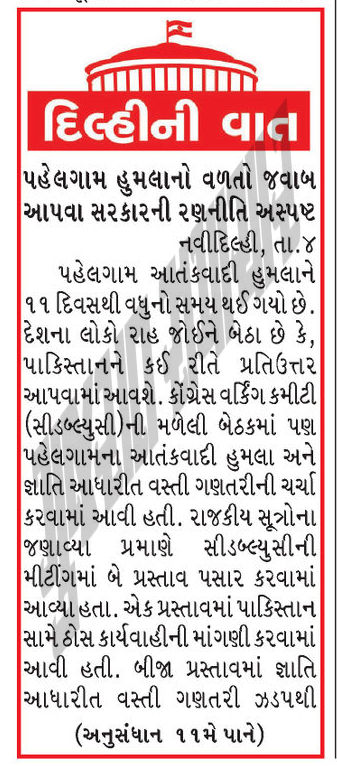 દિલ્હીની વાત
પહેલગામ હુમલાનો વળતો જવાબ
આપવા સરકારની રણનીતિ અસ્પષ્ટ
નવીદિલ્હી, તા.૪
પહેલગામ આતંકવાદી હુમલાને
૧૧ દિવસથી વધુનો સમય થઈ ગયો છે.
દેશના લોકો રાહ જોઈને બેઠા છે કે,
પાકિસ્તાનને કઈ રીતે પ્રતિઉત્તર
આપવામાં આવશે. કોંગ્રેસ વર્કિંગ કમીટી
(સીડબ્લ્યુસી)ની મળેલી બેઠકમાં પણ
પહેલગામના આતંકવાદી હુમલા અને
જ્ઞાતિ આધારીત વસ્તી ગણતરીની ચર્ચા
કરવામાં આવી હતી. રાજકીય સૂત્રોના
જણાવ્યા પ્રમાણે સીડબ્લ્યુસીની
મીટીંગમાં બે પ્રસ્તાવ પસાર કરવામાં
આવ્યા હતા. એક પ્રસ્તાવમાં પાકિસ્તાન
સામે ઠોસ કાર્યવાહીની માંગણી કરવામાં
આવી હતી. બીજા પ્રસ્તાવમાં જ્ઞાતિ
આધારીત વસ્તી ગણતરી ઝડપથી
(અનુસંધાન ૧૧મે પાને)